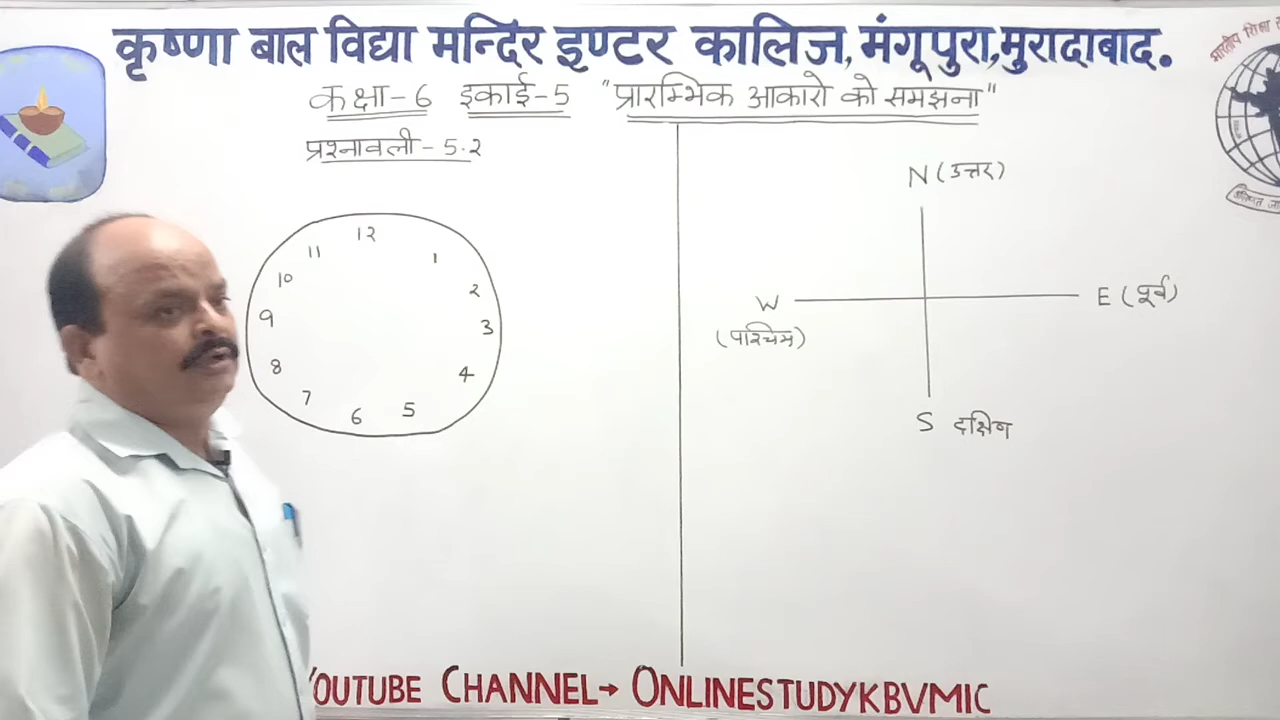 कृष्णा बाल विद्या मन्दिर इण्टर कालिज, मंगूपुरा, मुरादाबाद.
कक्षा-6 इकाई-5 "प्रारम्भिक आकारो को समझना"
प्रश्नावली-5.2
12
11
1
10
2
9
3
8
4
7
5
6
N (उत्तर)
W
E (पूर्व)
(पश्चिम)
S दक्षिण
भारतीय शिक्षा
YOUTUBE CHANNEL→ ONLINESTUDYKBVMIC